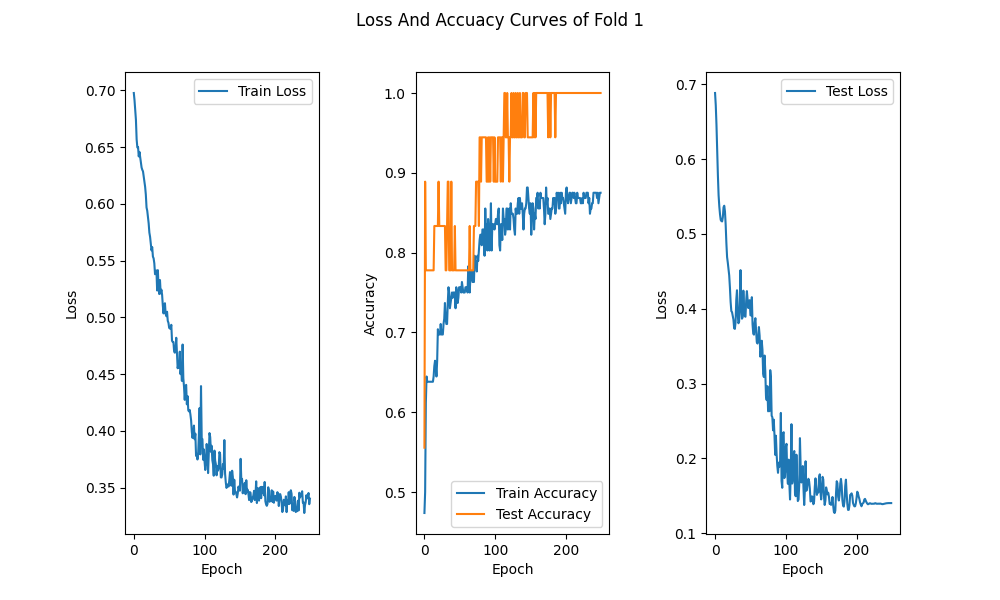 Loss And Accuacy Curves of Fold 1
Train Loss
0.70
0.65
0.60
0.55
0.50
0.45
0.40
0.35
Loss
0 100 200
Epoch
1.0
0.9
0.8
0.7
0.6
0.5
Accuracy
Train Accuracy
Test Accuracy
0 100 200
Epoch
Test Loss
0.7
0.6
0.5
0.4
0.3
0.2
0.1
Loss
0 100 200
Epoch